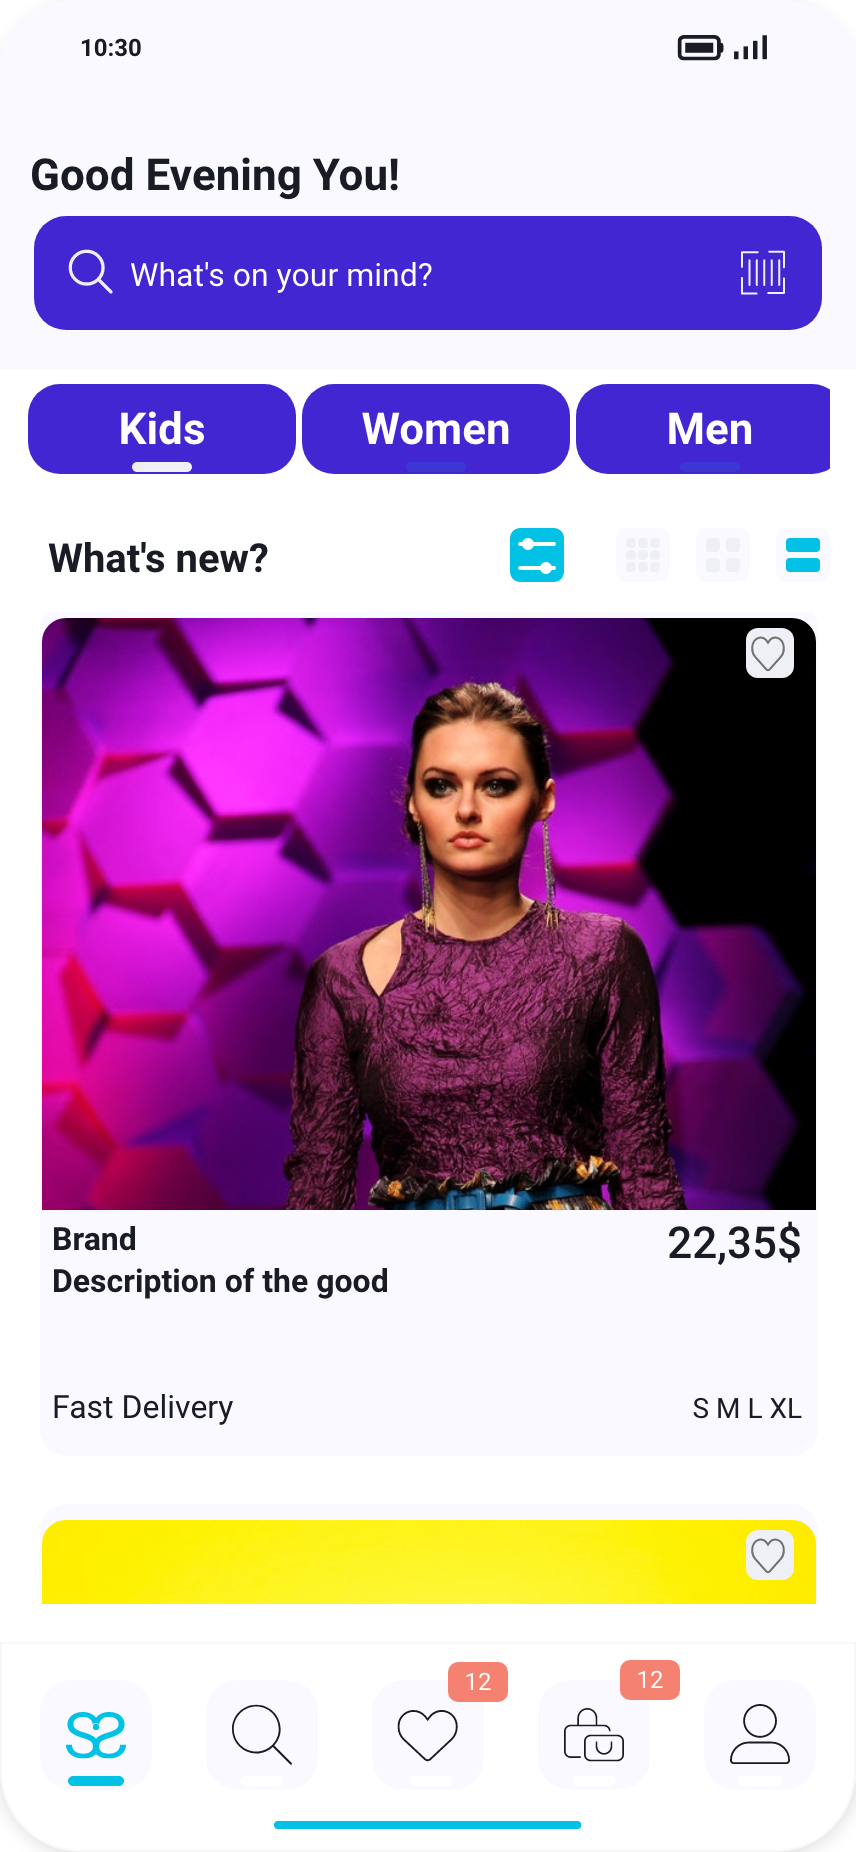 10:30
Good Evening You!
What's on your mind?
Kids Women Men
What's new?
Brand
22,35$
Description of the good
Fast Delivery
S M L XL
12
12